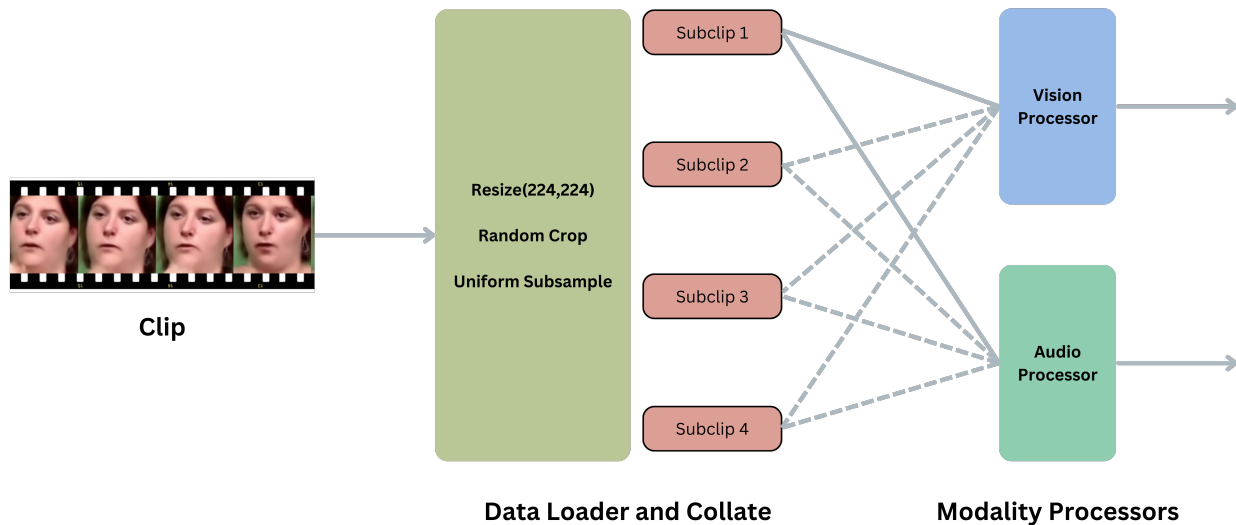 Clip
Resize(224,224)
Random Crop
Uniform Subsample
Subclip 1
Subclip 2
Subclip 3
Subclip 4
Data Loader and Collate
Vision
Processor
Audio
Processor
Modality Processors